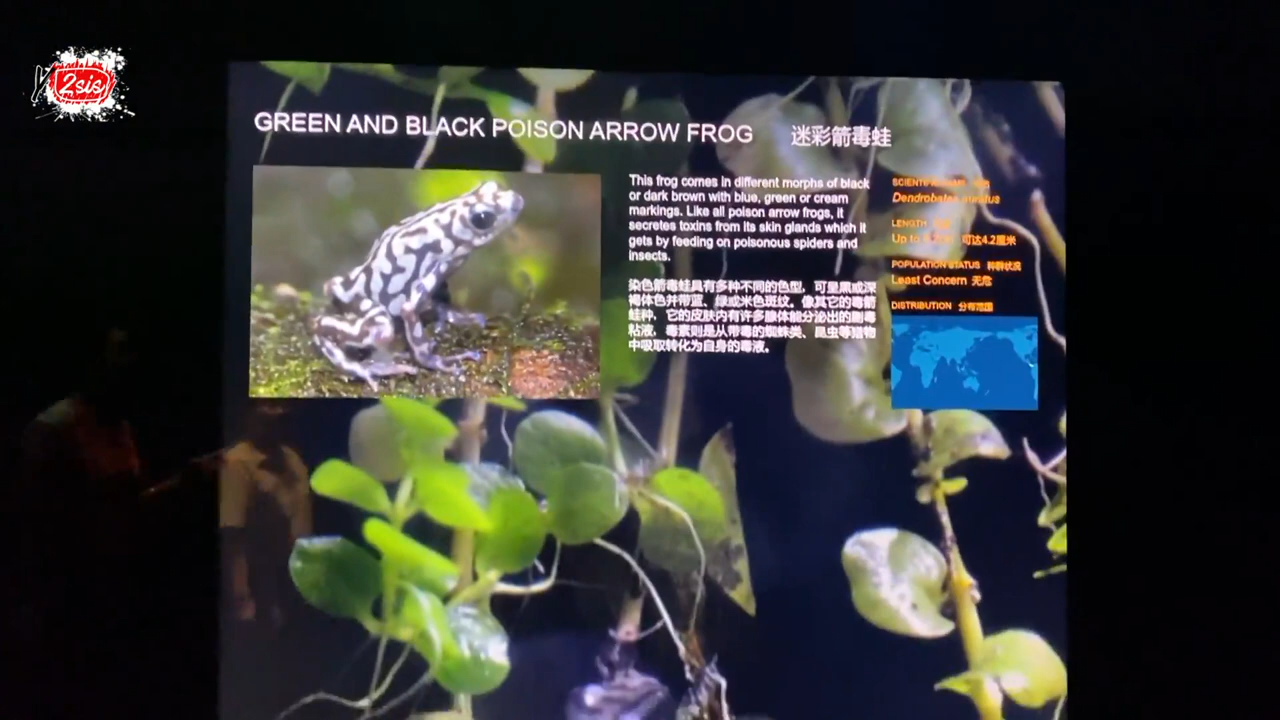 2sis
GREEN AND BLACK POISON ARROW FROG 迷彩箭毒蛙
This frog comes in different morphs of black
or dark brown with blue, green or cream
markings. Like all poison arrow frogs, it
secretes toxins from its skin glands which it
gets by feeding on poisonous spiders and
insects.
染色箭毒蛙具有多种不同的色型，可呈黑或深
褐体色并带蓝、绿或米色斑纹。像其它的毒箭
蛙种，它的皮肤内有许多腺体能分泌出的剧毒
粘液，毒素则是从带毒的蜘蛛类、昆虫等猎物
中吸取转化为自身的毒液。
Dendrobates
LENGTH
Up to 可达4.2厘米
POPULATION STATUS 种群状况
Least Concern 无危
DISTRIBUTION 分布范围